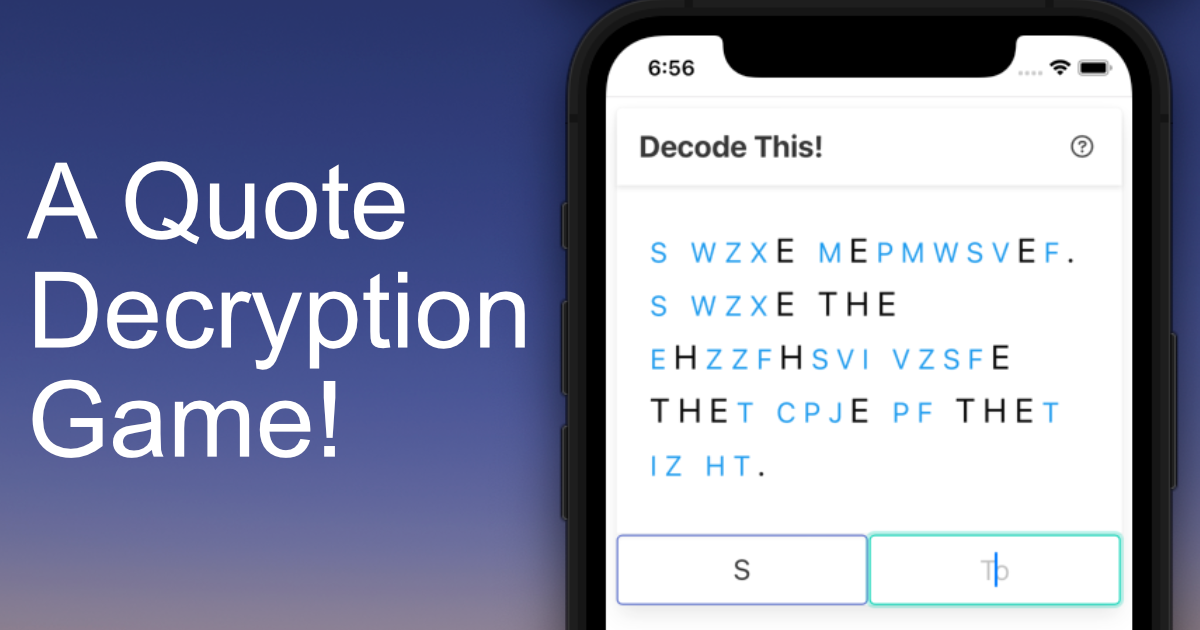 A Quote
Decryption
Game!
6:56
Decode This!
S WZXE MEPMWSVEF.
S WZXE THE
EHZZFHSVI VZSFE
THET CPJE PF THET
IZ HT.
S
To